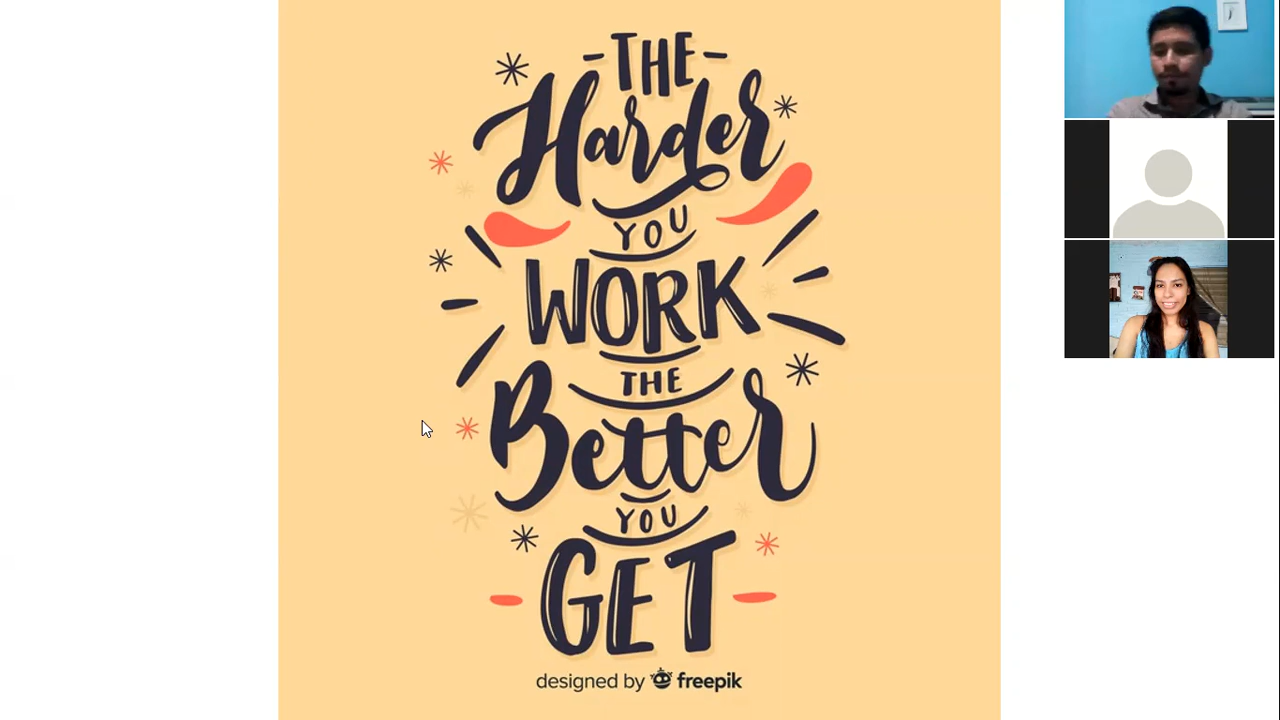 THE
Harder
YOU
WORK
THE
Better
YOU
GET
designed by freepik